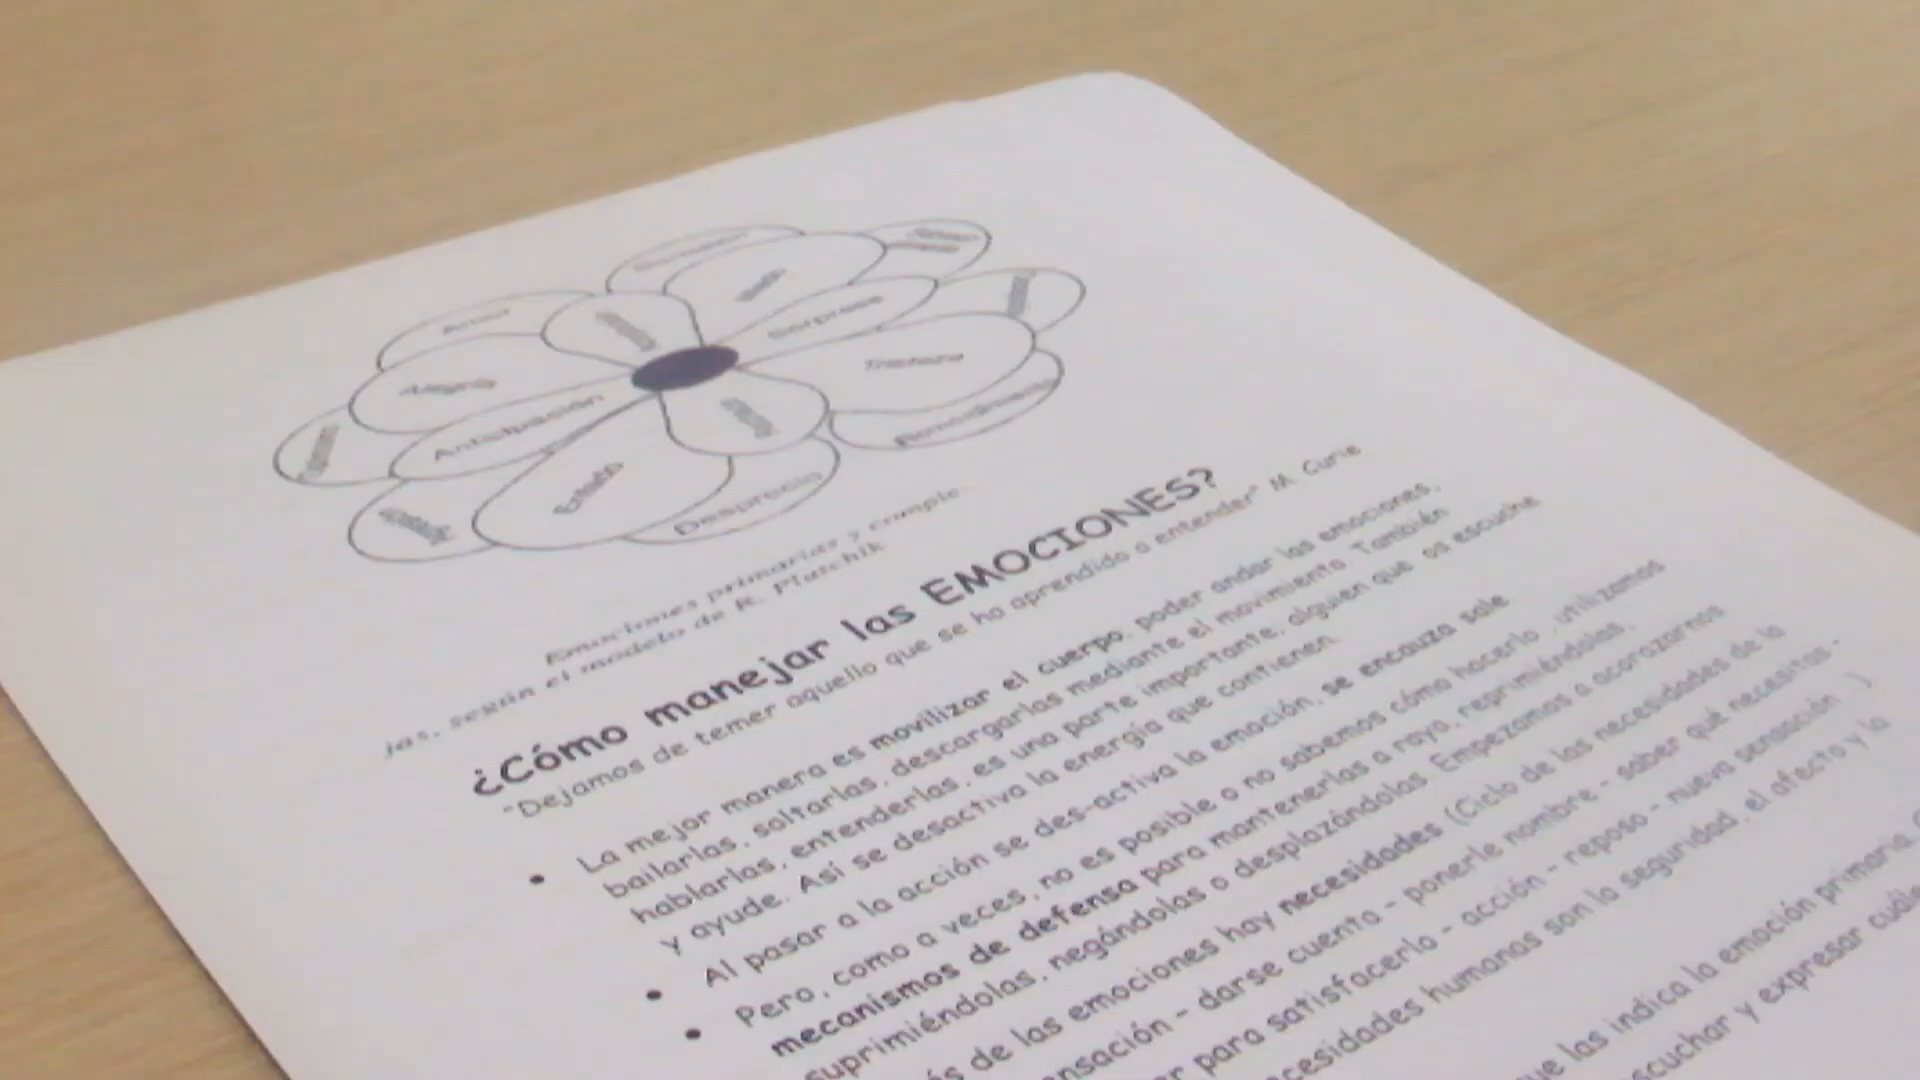 Amor
Alegría
Anticipación
Enfado
Desprecio
Sorpresa
Tristeza
Emociones primarias y comple
jas, según el modelo de R. Plutchik
¿Cómo manejar las EMOCIONES?
"Dejamos de temer aquello que se ha aprendido a entender" M. Curie
• La mejor manera es movilizar el cuerpo, poder andar las emociones,
bailarlas, soltarlas, descargarlas mediante el movimiento. También
hablarlas, entenderlas, es una parte importante, alguien que os escuche
y ayude. Así se desactiva la energía que contienen.
• Al pasar a la acción se des-activa la emoción, se encauza sale
• Pero, como a veces, no es posible o no sabemos cómo hacerlo, utilizamos
mecanismos de defensa para mantenerlas a raya, reprimiéndolas,
suprimiéndolas, negándolas o desplazándolas. Empezamos a acorazarnos
de las emociones hay necesidades (Ciclo de las necesidades de la
- darse cuenta - ponerle nombre - saber qué necesitas -
para satisfacerlo - acción - reposo - nueva sensación...)
humanas son la seguridad, el afecto y la
que las indica la emoción primaria
y expresar